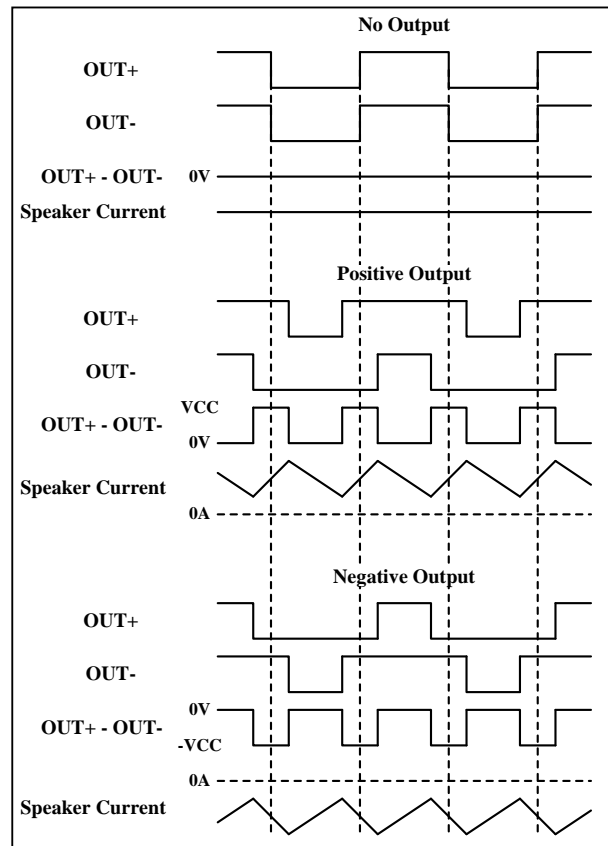 No Output
OUT+
OUT-
OUT+ - OUT- 0V
Speaker Current
Positive Output
OUT+
OUT-
VCC
OUT+ - OUT-
0V
Speaker Current
0A
Negative Output
OUT+
OUT-
0V
OUT+ - OUT-
-VCC
0A
Speaker Current